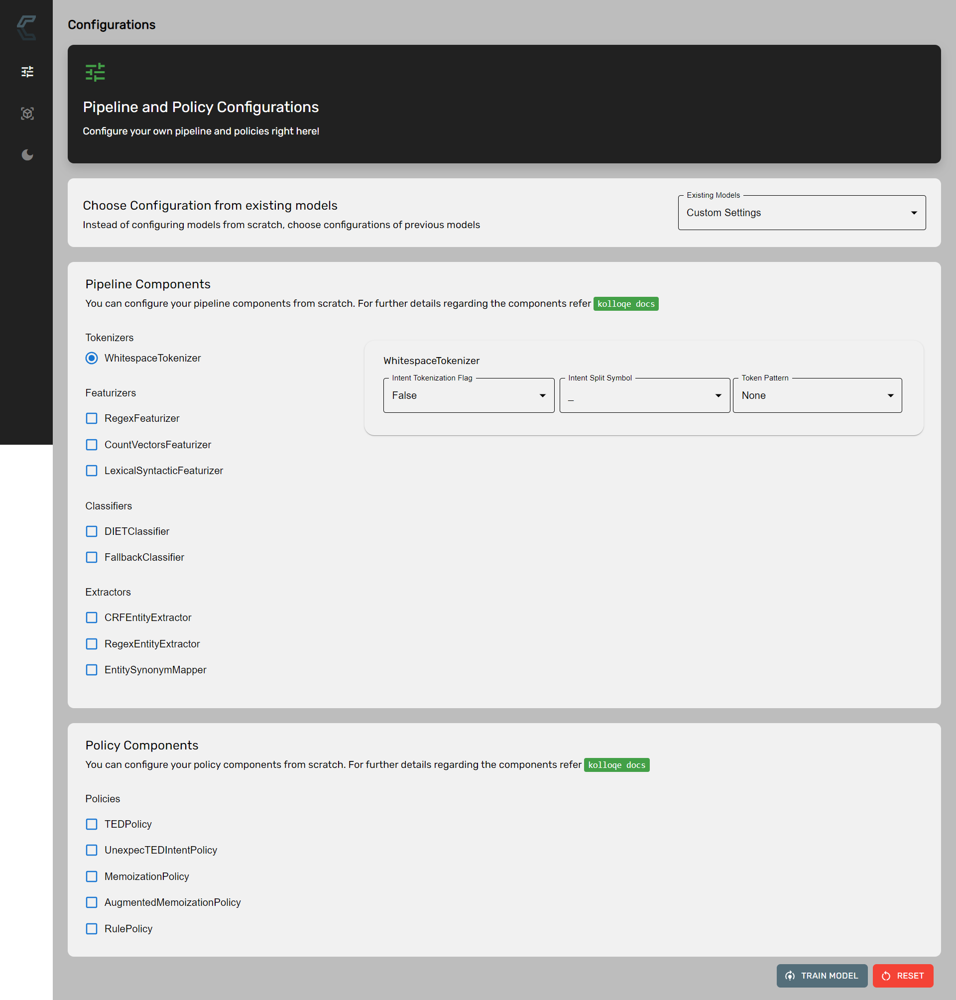 Configurations
Pipeline and Policy Configurations
Configure your own pipeline and policies right here!
Choose Configuration from existing models
Instead of configuring models from scratch, choose configurations of previous models
Existing Models
Custom Settings
Pipeline Components
You can configure your pipeline components from scratch. For further details regarding the components refer kolloqe docs
Tokenizers
WhitespaceTokenizer
WhitespaceTokenizer
Intent Tokenization Flag
False
Intent Split Symbol
_
Token Pattern
None
Featurizers
RegexFeaturizer
CountVectorsFeaturizer
LexicalSyntacticFeaturizer
Classifiers
DIETClassifier
FallbackClassifier
Extractors
CRFEntityExtractor
RegexEntityExtractor
EntitySynonymMapper
Policy Components
You can configure your policy components from scratch. For further details regarding the components refer kolloqe docs
Policies
TEDPolicy
UnexpecTEDIntentPolicy
MemoizationPolicy
AugmentedMemoizationPolicy
RulePolicy
TRAIN MODEL
RESET